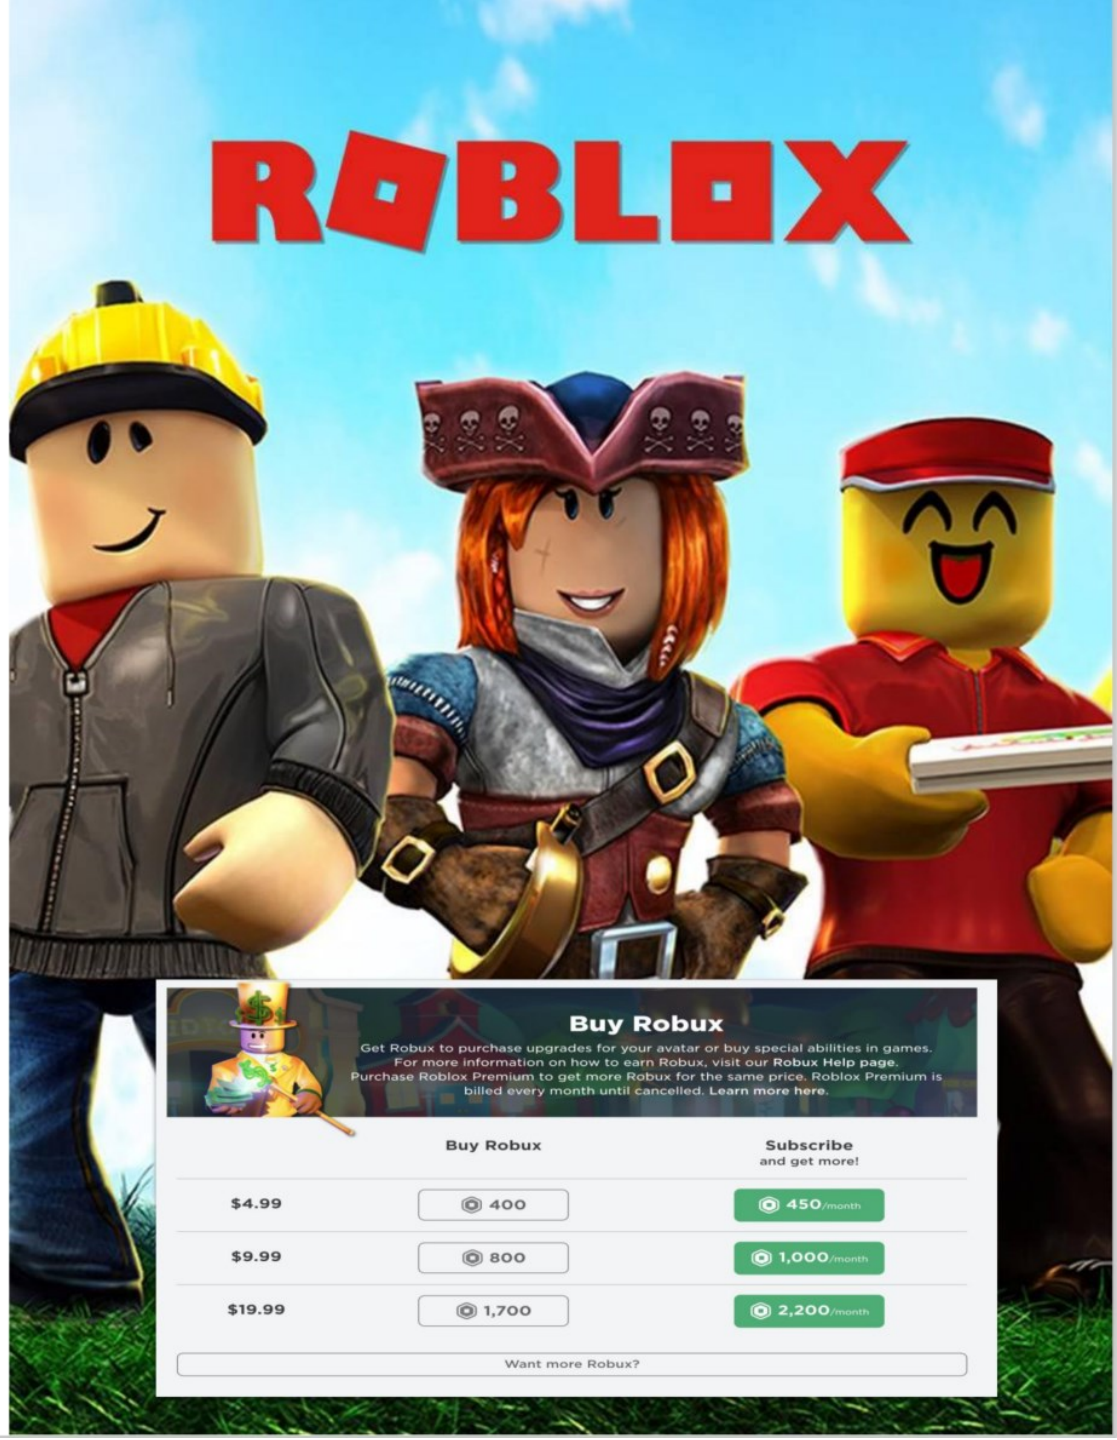 ROBLOX
Buy Robux
Get Robux to purchase upgrades for your avatar or buy special abilities in games.
For more information on how to earn Robux, visit our Robux Help page.
Purchase Roblox Premium to get more Robux for the same price. Roblox Premium is
billed every month until cancelled. Learn more here.
Buy Robux
Subscribe
and get more!
$4.99 400 450/month
$9.99 800 1,000/month
$19.99 1,700 2,200/month
Want more Robux?